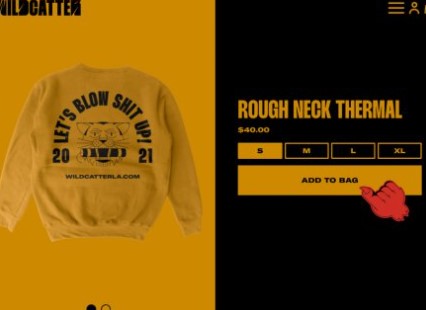 WILDCATTER
LET'S BLOW SHIT UP!
20 21
WILDCATTERLA.COM
ROUGH NECK THERMAL
$40.00
S M L XL
ADD TO BAG